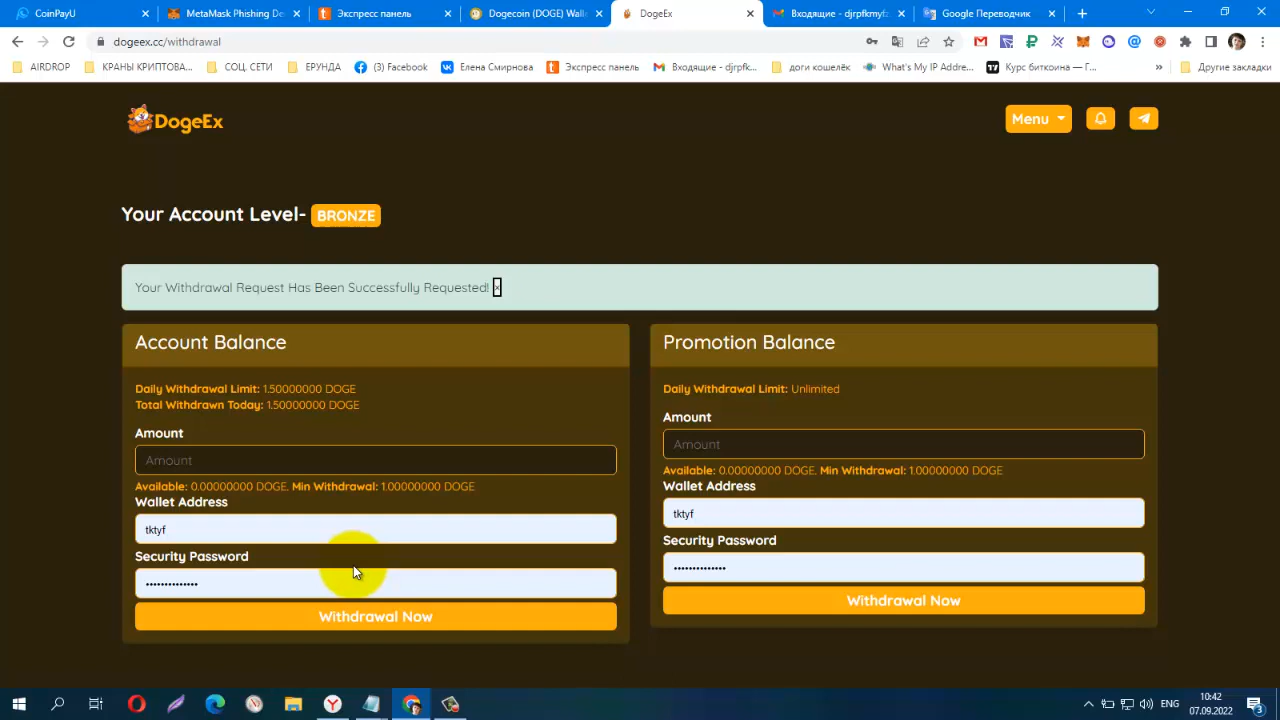 CoinPayU
MetaMask Phishing De
Экспресс панель
Dogecoin (DOGE) Wall
DogeEx
Входящие - djrpfkmyfz
Google Переводчик
dogeex.cc/withdrawal
AIRDROP
КРАНЫ КРИПТОВА...
СОЦ. СЕТИ
ЕРУНДА
(3) Facebook
Елена Смирнова
Экспресс панель
Входящие - djrpfk...
доги кошелёк
What's My IP Addre...
Курс биткоина — Г...
»
Другие закладки
DogeEx
Menu
Your Account Level- BRONZE
Your Withdrawal Request Has Been Successfully Requested! ×
Account Balance
Daily Withdrawal Limit: 1.50000000 DOGE
Total Withdrawn Today: 1.50000000 DOGE
Amount
Amount
Available: 0.00000000 DOGE. Min Withdrawal: 1.00000000 DOGE
Wallet Address
tktyf
Security Password
••••••••••••••
Withdrawal Now
Promotion Balance
Daily Withdrawal Limit: Unlimited
Amount
Amount
Available: 0.00000000 DOGE. Min Withdrawal: 1.00000000 DOGE
Wallet Address
tktyf
Security Password
••••••••••••••
Withdrawal Now
ENG
10:42
07.09.2022